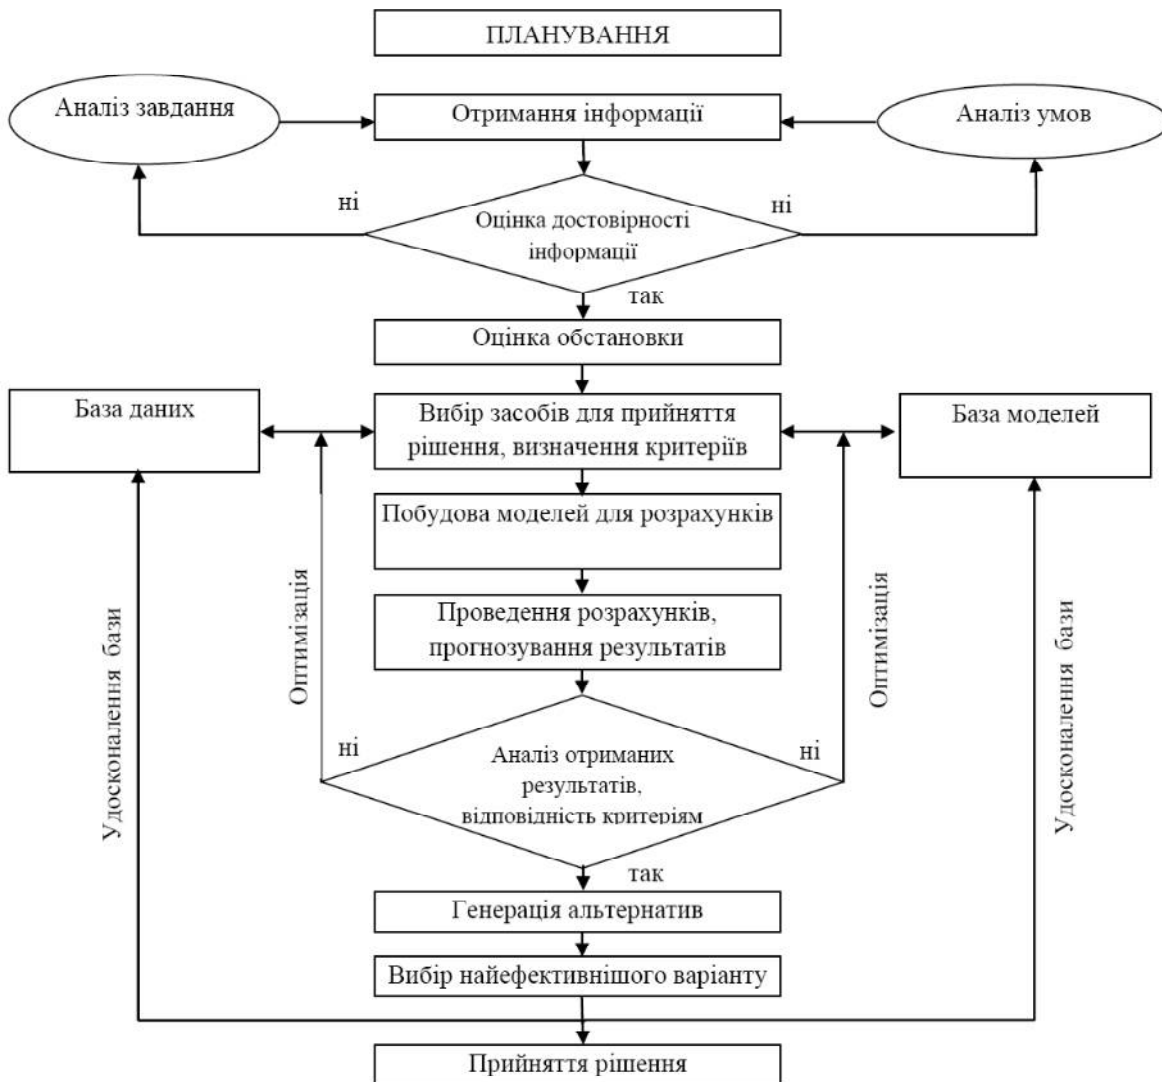 ПЛАНУВАННЯ
Аналіз завдання
Отримання інформації
Аналіз умов
ні
ні
Оцінка достовірності
інформації
так
Оцінка обстановки
База даних
Вибір засобів для прийняття
рішення, визначення критеріїв
База моделей
Побудова моделей для розрахунків
Проведення розрахунків,
прогнозування результатів
Удосконалення бази
Оптимізація
Оптимізація
Удосконалення бази
ні
ні
Аналіз отриманих
результатів,
відповідність критеріям
так
Генерація альтернатив
Вибір найефективнішого варіанту
Прийняття рішення